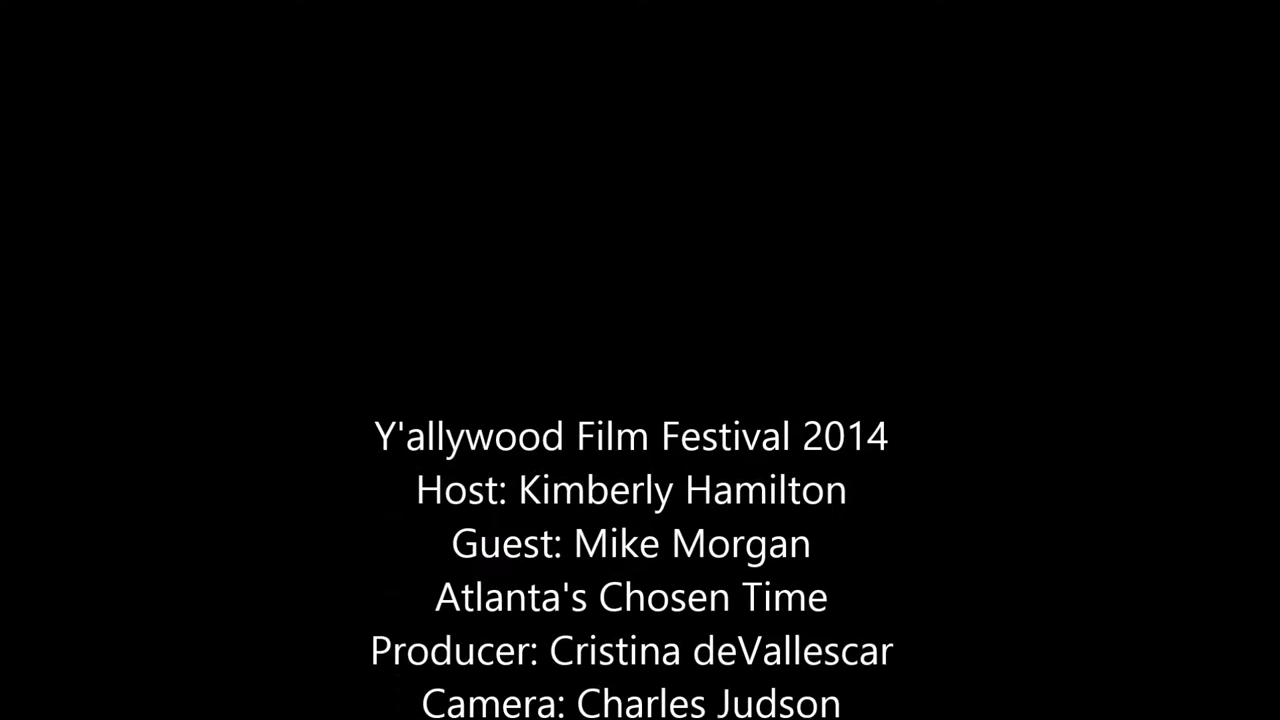 Y'allywood Film Festival 2014
Host: Kimberly Hamilton
Guest: Mike Morgan
Atlanta's Chosen Time
Producer: Cristina deVallescar
Camera: Charles Judson